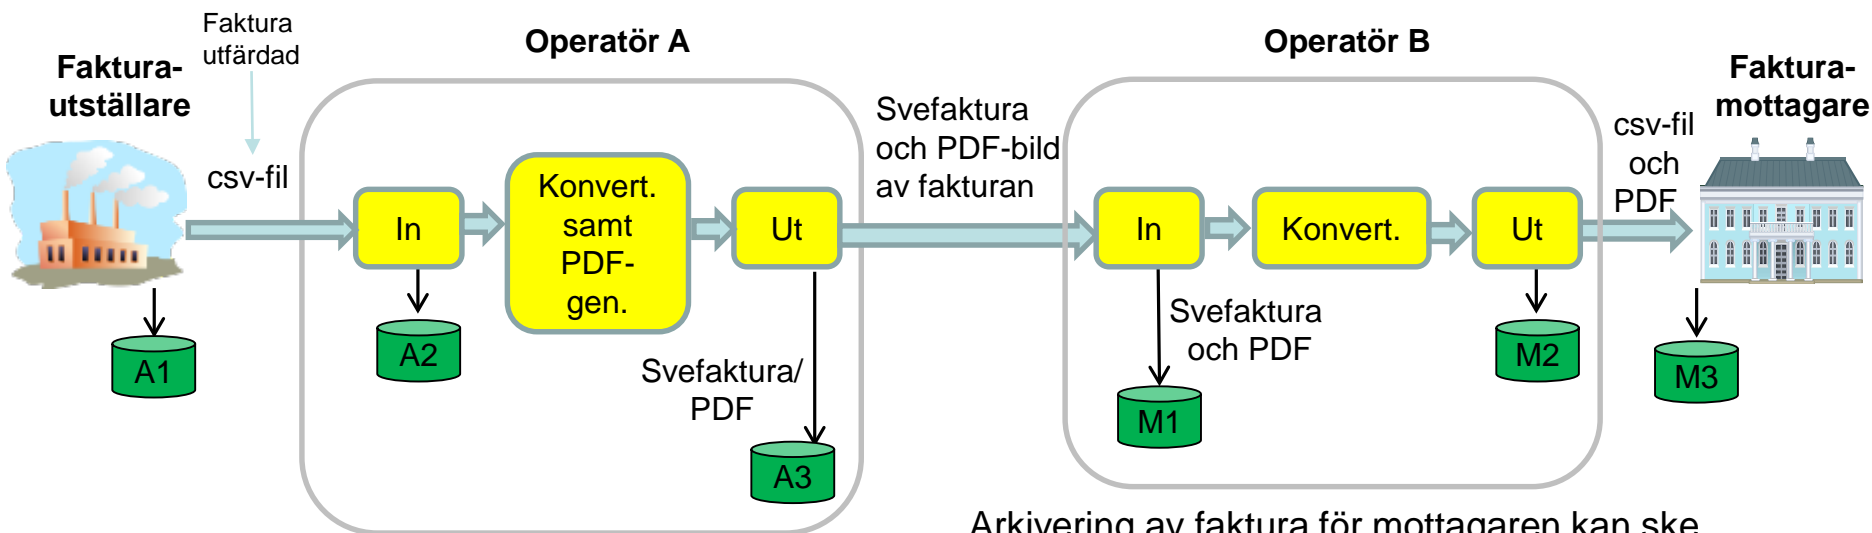 Faktura
utfärdad
Faktura-
utställare
csv-fil
Operatör A
In
Konvert.
samt
PDF-
gen.
Ut
A1
A2
Svefaktura/
PDF
A3
Svefaktura
och PDF-bild
av fakturan
Operatör B
In
Konvert.
Ut
Svefaktura
och PDF
M1
M2
csv-fil
och
PDF
Faktura-
mottagare
M3
Arkivering av faktura för mottagaren kan ske